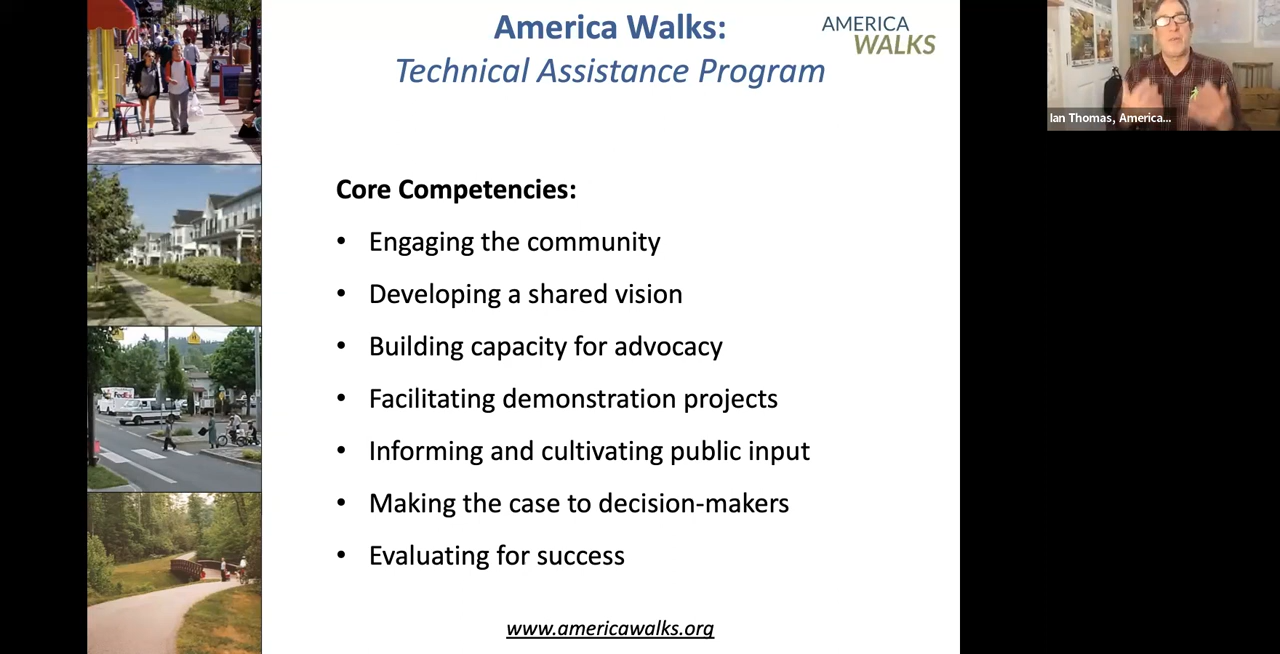 America Walks:
Technical Assistance Program
AMERICA
WALKS
Ian Thomas, America...
Core Competencies:
• Engaging the community
• Developing a shared vision
• Building capacity for advocacy
• Facilitating demonstration projects
• Informing and cultivating public input
• Making the case to decision-makers
• Evaluating for success
FedEx
www.americawalks.org